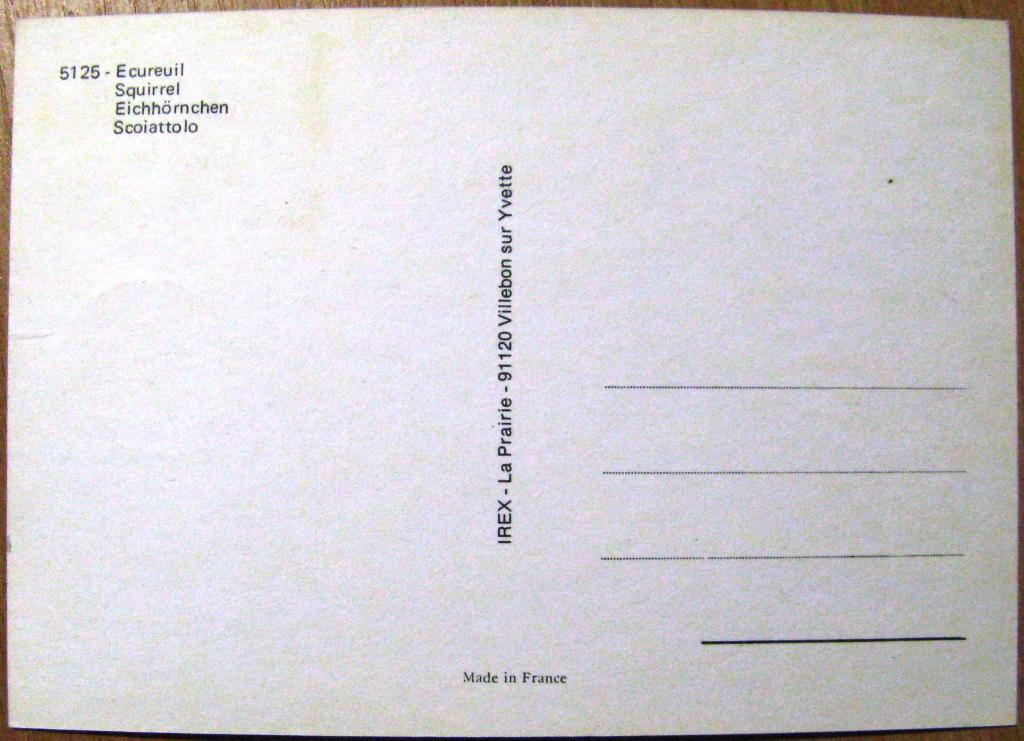 5125 - Ecureuil
Squirrel
Eichhörnchen
Scoiattolo
IREX - La Prairie - 91120 Villebon sur Yvette
Made in France